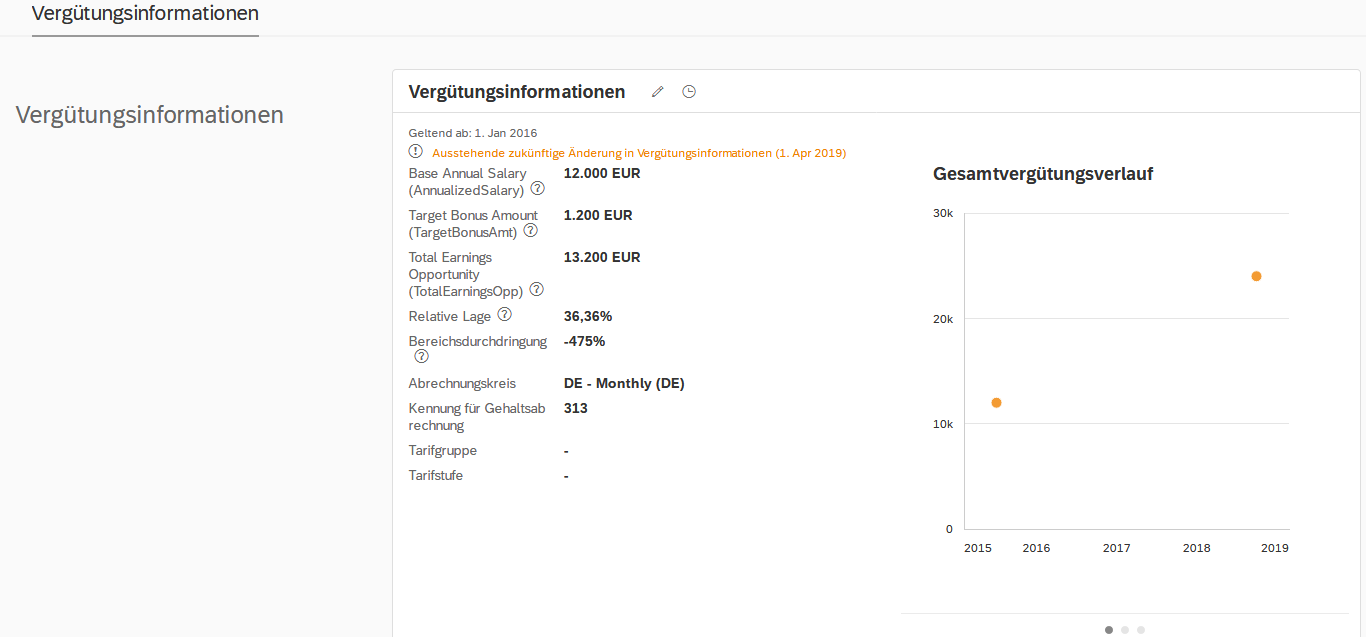 Vergütungsinformationen
Vergütungsinformationen
Vergütungsinformationen
Geltend ab: 1. Jan 2016
Ausstehende zukünftige Änderung in Vergütungsinformationen (1. Apr 2019)
Base Annual Salary
(AnnualizedSalary)
12.000 EUR
Target Bonus Amount
(TargetBonusAmt)
1.200 EUR
Total Earnings
Opportunity
(TotalEarningsOpp)
13.200 EUR
Relative Lage
36,36%
Bereichsdurchdringung
-475%
Abrechnungskreis
DE - Monthly (DE)
Kennung für Gehaltsab
rechnung
313
Tarifgruppe
-
Tarifstufe
-
Gesamtvergütungsverlauf
30k
20k
10k
0
2015 2016 2017 2018 2019